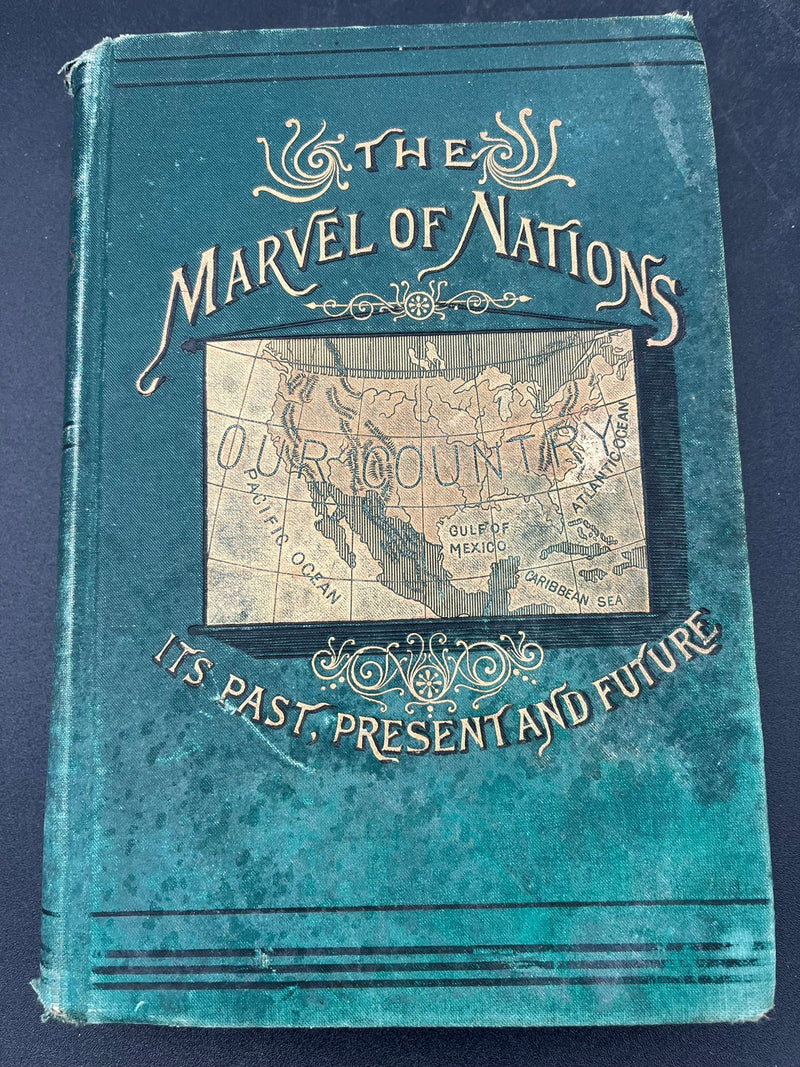 THE
MARVEL OF NATIONS
OUR COUNTRY
PACIFIC OCEAN
GULF OF
MEXICO
ATLANTIC OCEAN
CARIBBEAN SEA
ITS PAST, PRESENT AND FUTURE